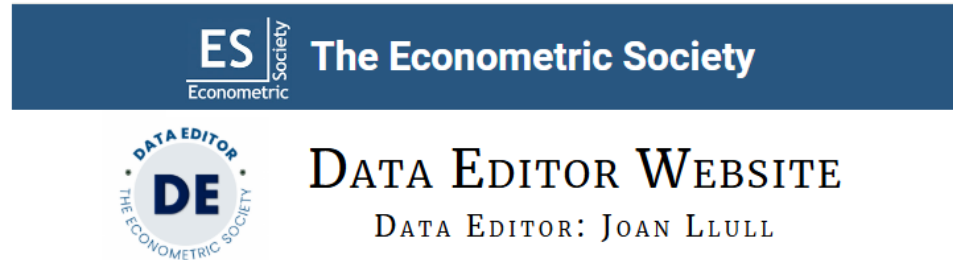 ES
Society
Econometric
The Econometric Society
DATA EDITOR
DE
THE ECONOMETRIC SOCIETY
DATA EDITOR WEBSITE
DATA EDITOR: JOAN LLULL